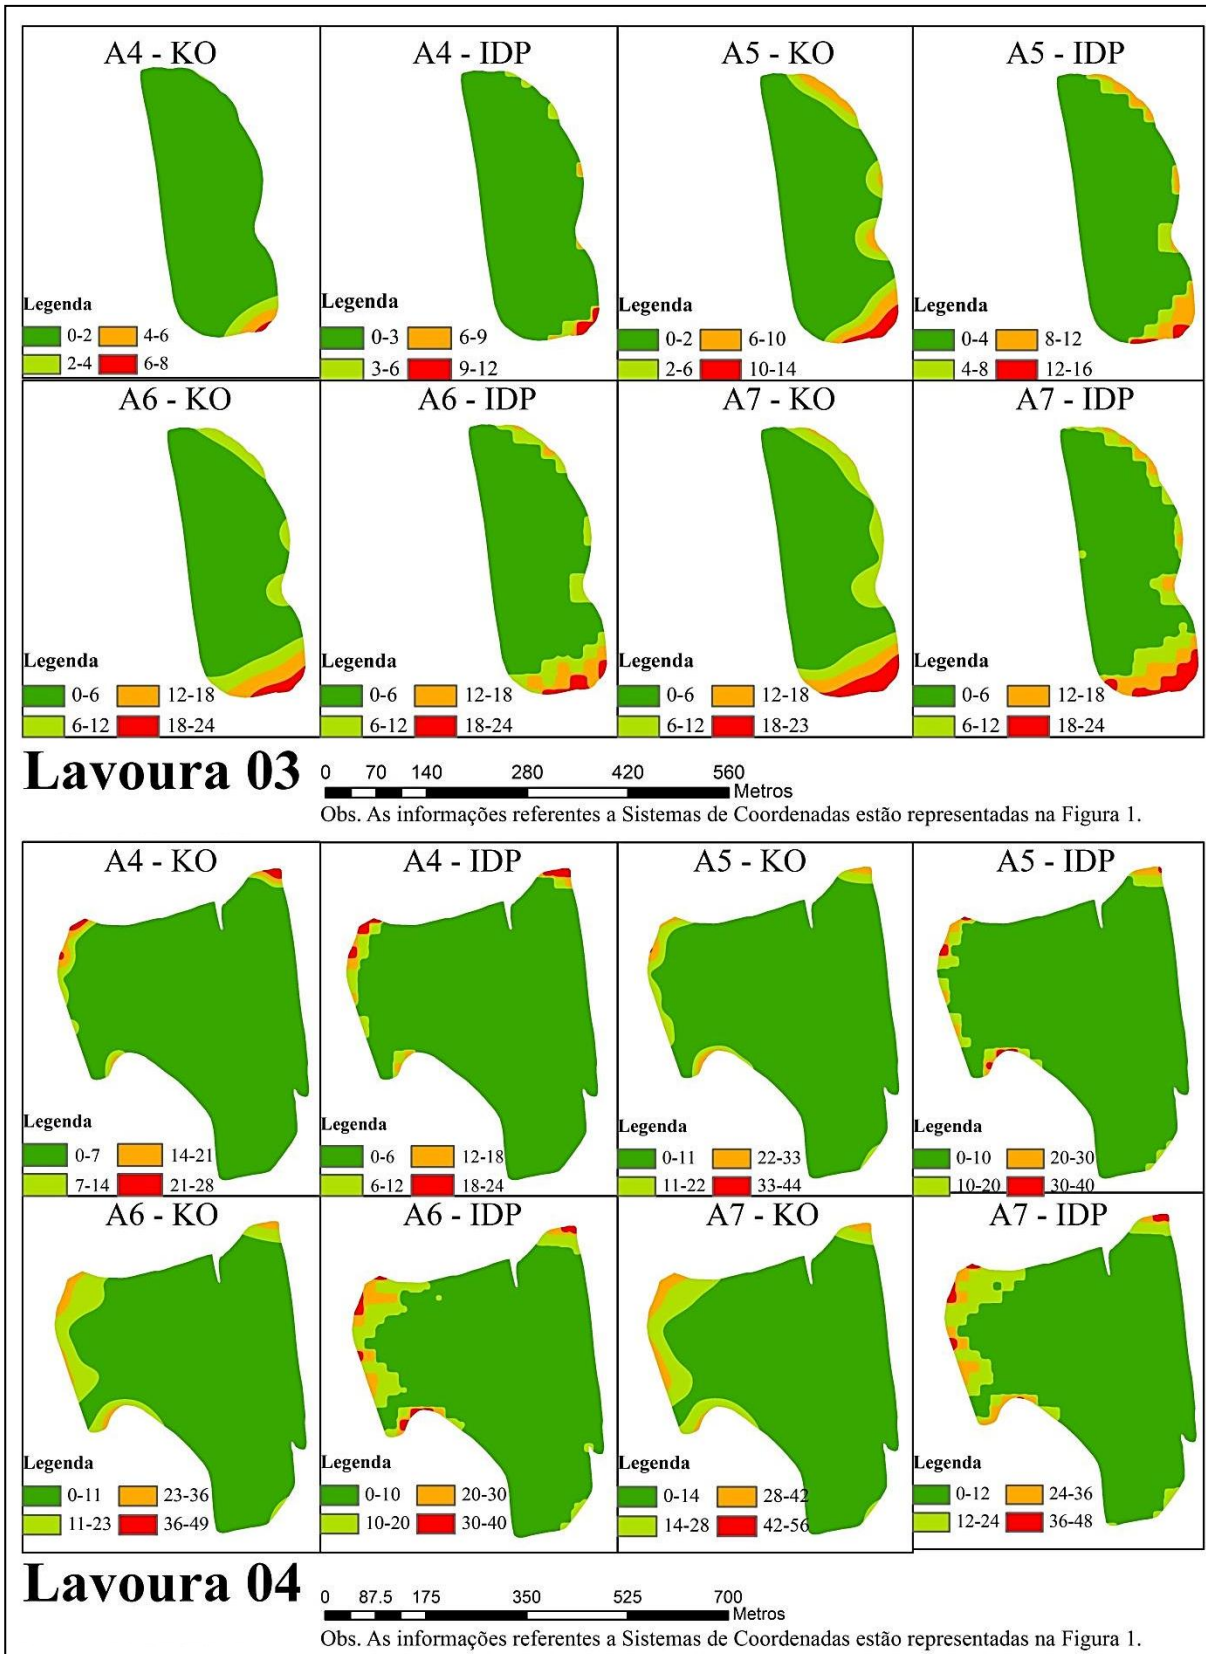 A4 - KO
A4 - IDP
A5 - KO
A5 - IDP
Legenda
0-2 4-6
2-4 6-8
Legenda
0-3 6-9
3-6 9-12
Legenda
0-2 6-10
2-6 10-14
Legenda
0-4 8-12
4-8 12-16
A6 - KO
A6 - IDP
A7 - KO
A7 - IDP
Legenda
0-6 12-18
6-12 18-24
Legenda
0-6 12-18
6-12 18-24
Legenda
0-6 12-18
6-12 18-23
Legenda
0-6 12-18
6-12 18-24
Lavoura 03
0 70 140 280 420 560
Metros
Obs. As informações referentes a Sistemas de Coordenadas estão representadas na Figura 1.
A4 - KO
A4 - IDP
A5 - KO
A5 - IDP
Legenda
0-7 14-21
7-14 21-28
Legenda
0-6 12-18
6-12 18-24
Legenda
0-11 22-33
11-22 33-44
Legenda
0-10 20-30
10-20 30-40
A6 - KO
A6 - IDP
A7 - KO
A7 - IDP
Legenda
0-11 23-36
11-23 36-49
Legenda
0-10 20-30
10-20 30-40
Legenda
0-14 28-42
14-28 42-56
Legenda
0-12 24-36
12-24 36-48
Lavoura 04
0 87.5 175 350 525 700
Metros
Obs. As informações referentes a Sistemas de Coordenadas estão representadas na Figura 1.